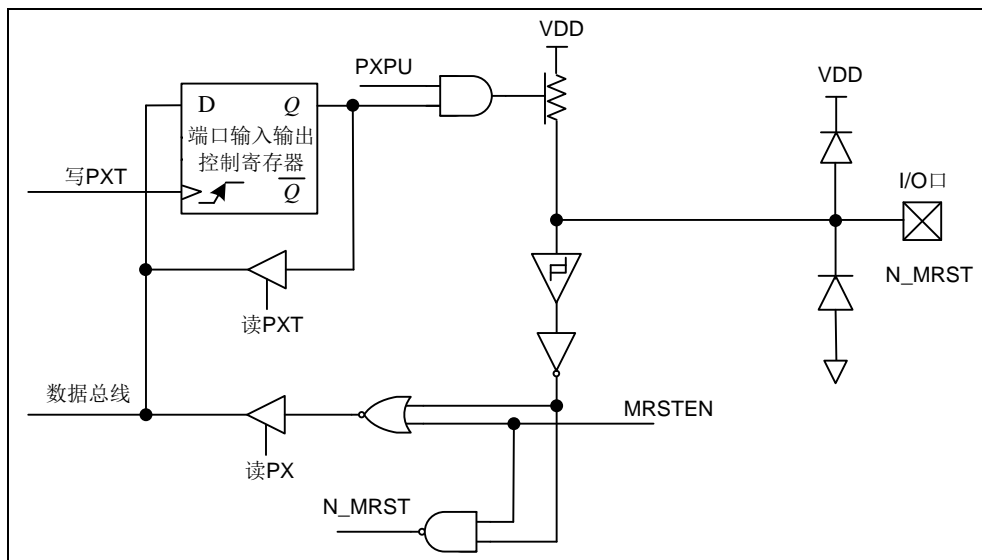 VDD
PXPU
VDD
D Q
端口输入输出
控制寄存器
Q
写PXT
I/O口
N_MRST
读PXT
数据总线
MRSTEN
读PX
N_MRST